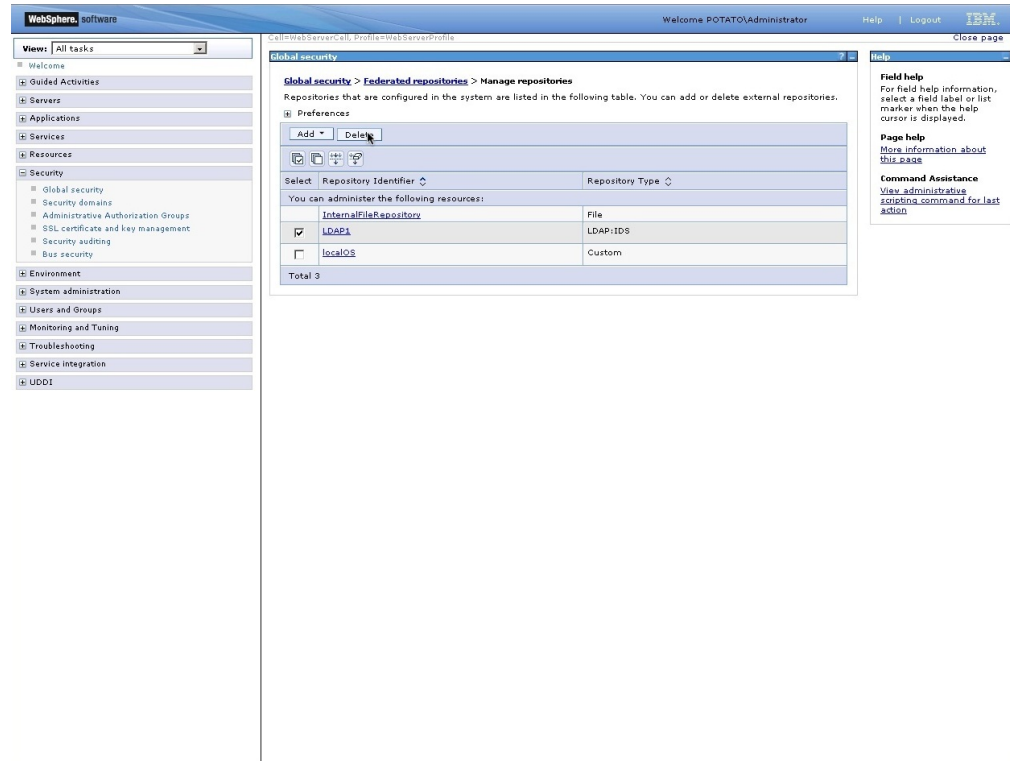 WebSphere. software
Welcome POTATO\Administrator
Help | Logout
IBM.
Cell=WebServerCell, Profile=WebServerProfile
Close page
View: All tasks
Welcome
Guided Activities
Servers
Applications
Services
Resources
Security
Global security
Security domains
Administrative Authorization Groups
SSL certificate and key management
Security auditing
Bus security
Environment
System administration
Users and Groups
Monitoring and Tuning
Troubleshooting
Service integration
UDDI
Global security
? -
Global security > Federated repositories > Manage repositories
Repositories that are configured in the system are listed in the following table. You can add or delete external repositories.
Preferences
Add Delete
Select Repository Identifier Repository Type
You can administer the following resources:
InternalFileRepository File
LDAP1 LDAP:IDS
localOS Custom
Total 3
Help
Field help
For field help information,
select a field label or list
marker when the help
cursor is displayed.
Page help
More information about
this page
Command Assistance
View administrative
scripting command for last
action